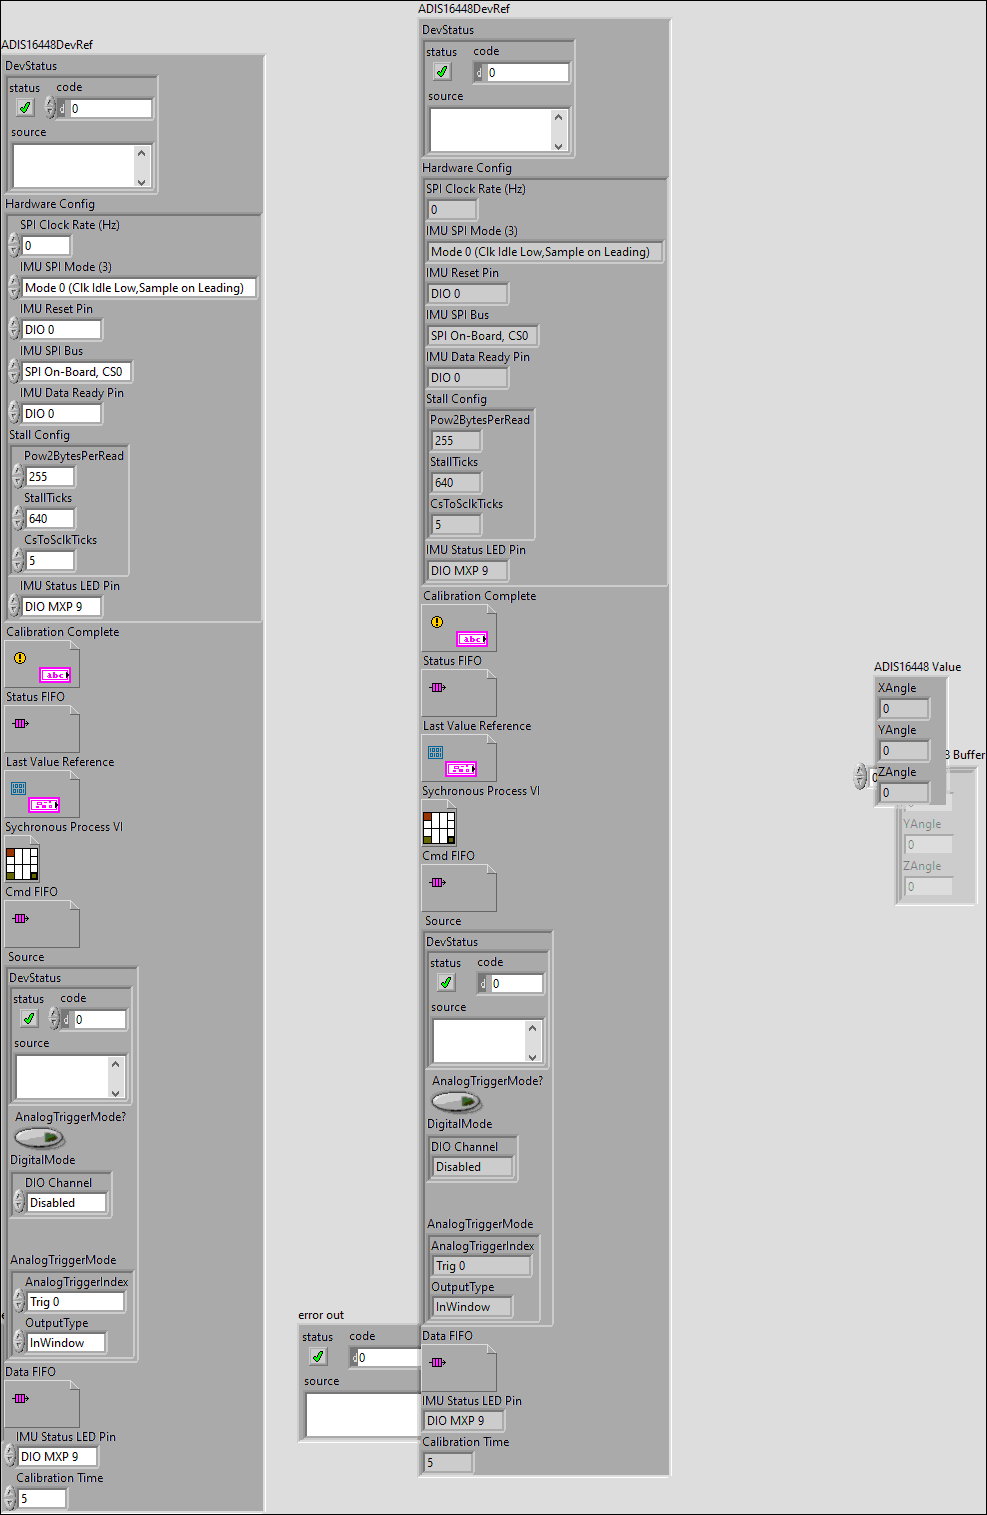 ADIS16448DevRef
DevStatus
status code
d 0
source
Hardware Config
SPI Clock Rate (Hz)
0
IMU SPI Mode (3)
Mode 0 (Clk Idle Low,Sample on Leading)
IMU Reset Pin
DIO 0
IMU SPI Bus
SPI On-Board, CS0
IMU Data Ready Pin
DIO 0
Stall Config
Pow2BytesPerRead
255
StallTicks
640
CsToSclkTicks
5
IMU Status LED Pin
DIO MXP 9
Calibration Complete
abc
Status FIFO
Last Value Reference
Sychronous Process VI
Cmd FIFO
Source
DevStatus
status code
d 0
source
AnalogTriggerMode?
DigitalMode
DIO Channel
Disabled
AnalogTriggerMode
AnalogTriggerIndex
Trig 0
OutputType
InWindow
Data FIFO
IMU Status LED Pin
DIO MXP 9
Calibration Time
5
error out
status code
d 0
source
ADIS16448DevRef
DevStatus
status code
d 0
source
Hardware Config
SPI Clock Rate (Hz)
0
IMU SPI Mode (3)
Mode 0 (Clk Idle Low,Sample on Leading)
IMU Reset Pin
DIO 0
IMU SPI Bus
SPI On-Board, CS0
IMU Data Ready Pin
DIO 0
Stall Config
Pow2BytesPerRead
255
StallTicks
640
CsToSclkTicks
5
IMU Status LED Pin
DIO MXP 9
Calibration Complete
abc
Status FIFO
Last Value Reference
Sychronous Process VI
Cmd FIFO
Source
DevStatus
status code
d 0
source
AnalogTriggerMode?
DigitalMode
DIO Channel
Disabled
AnalogTriggerMode
AnalogTriggerIndex
Trig 0
OutputType
InWindow
Data FIFO
IMU Status LED Pin
DIO MXP 9
Calibration Time
5
ADIS16448 Value
XAngle
0
YAngle
0
ZAngle
0
Buffer
0
YAngle
0
ZAngle
0